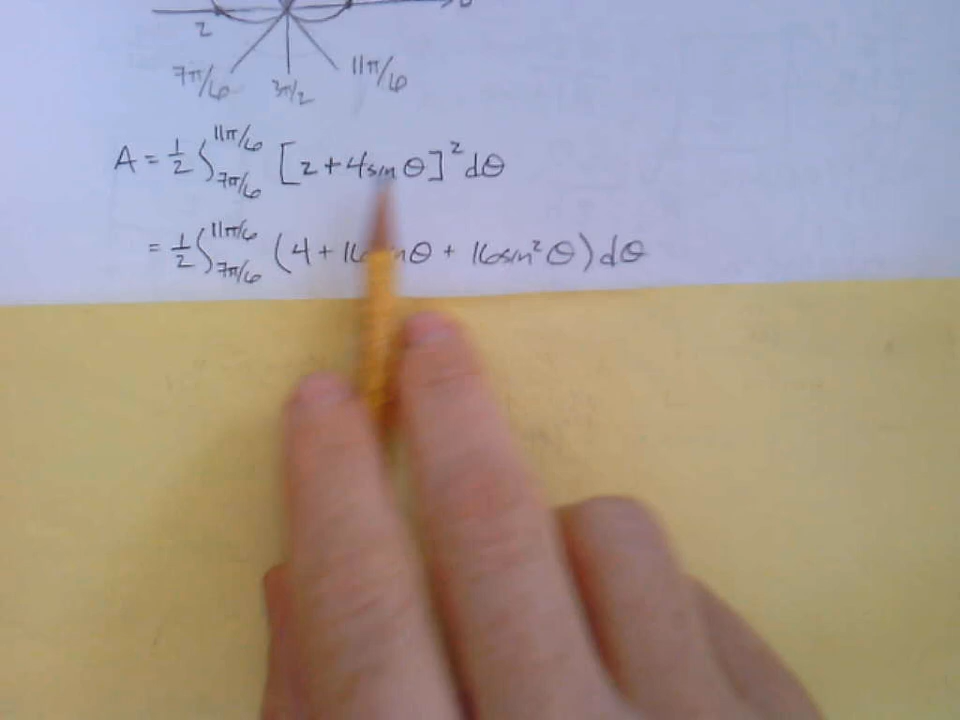 2
7π/6 3π/2 11π/6
A = 1/2 ∫_{7π/6}^{11π/6} [2 + 4sin θ]² dθ
= 1/2 ∫_{7π/6}^{11π/6} (4 + 16 sinθ + 16sin² θ) dθ